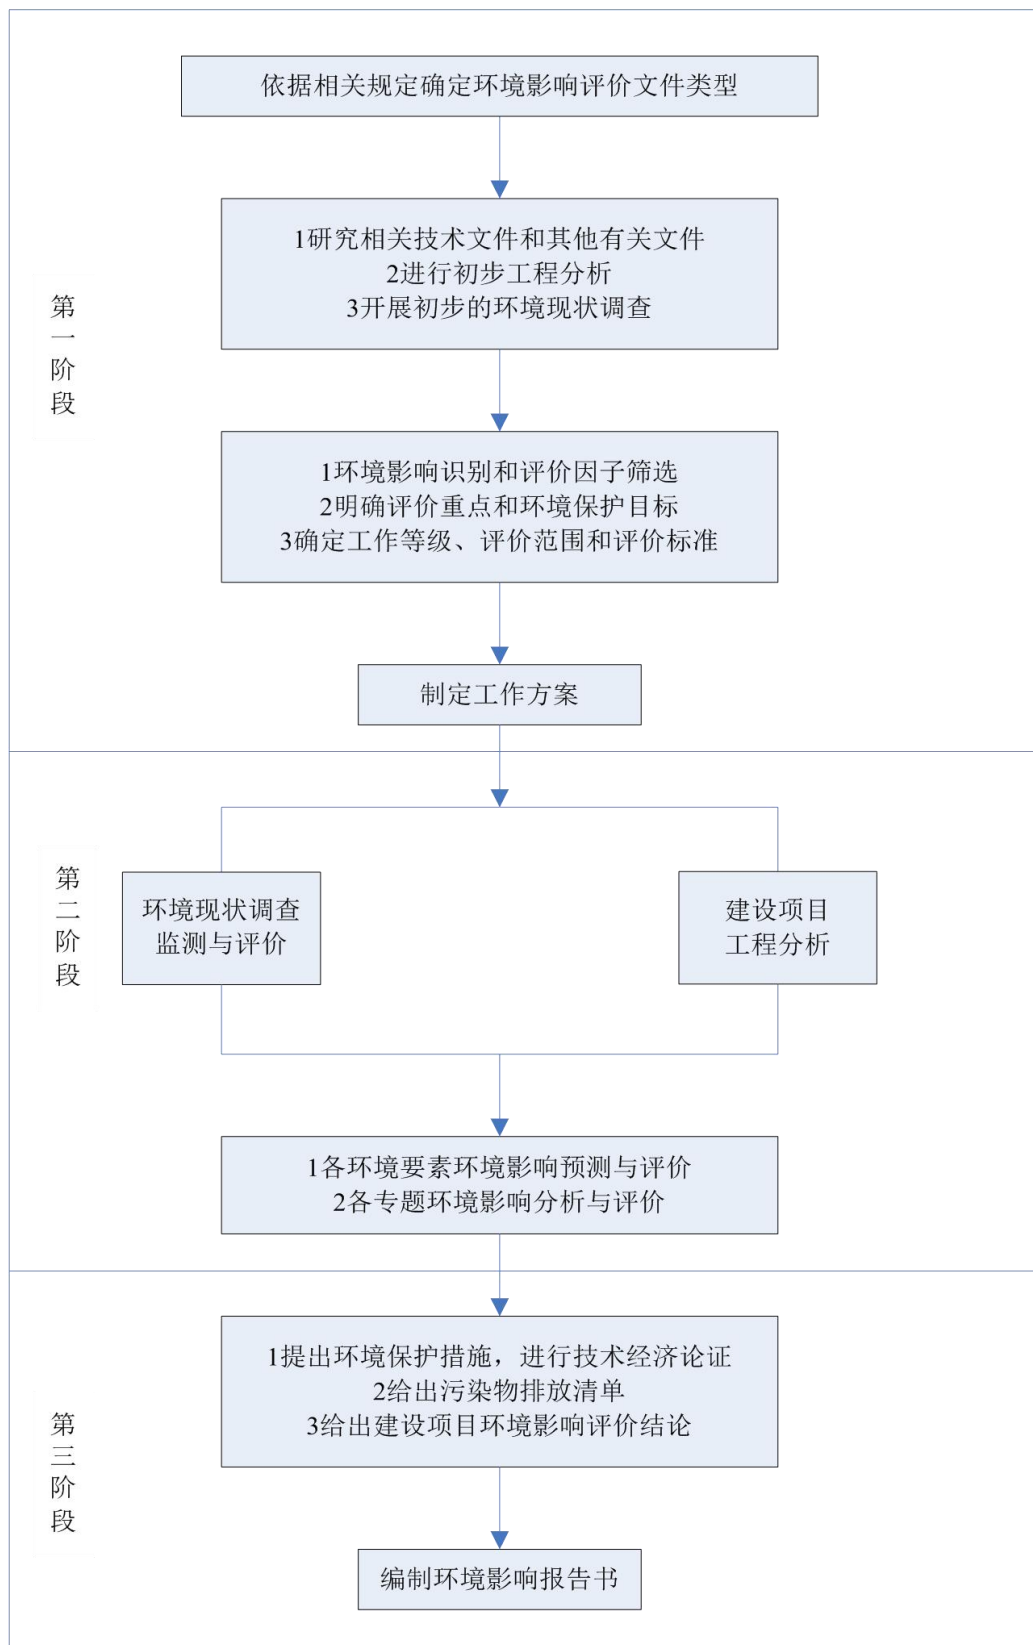 依据相关规定确定环境影响评价文件类型
第一阶段
1研究相关技术文件和其他有关文件
2进行初步工程分析
3开展初步的环境现状调查
1环境影响识别和评价因子筛选
2明确评价重点和环境保护目标
3确定工作等级、评价范围和评价标准
制定工作方案
第二阶段
环境现状调查
监测与评价
建设项目
工程分析
1各环境要素环境影响预测与评价
2各专题环境影响分析与评价
第三阶段
1提出环境保护措施，进行技术经济论证
2给出污染物排放清单
3给出建设项目环境影响评价结论
编制环境影响报告书